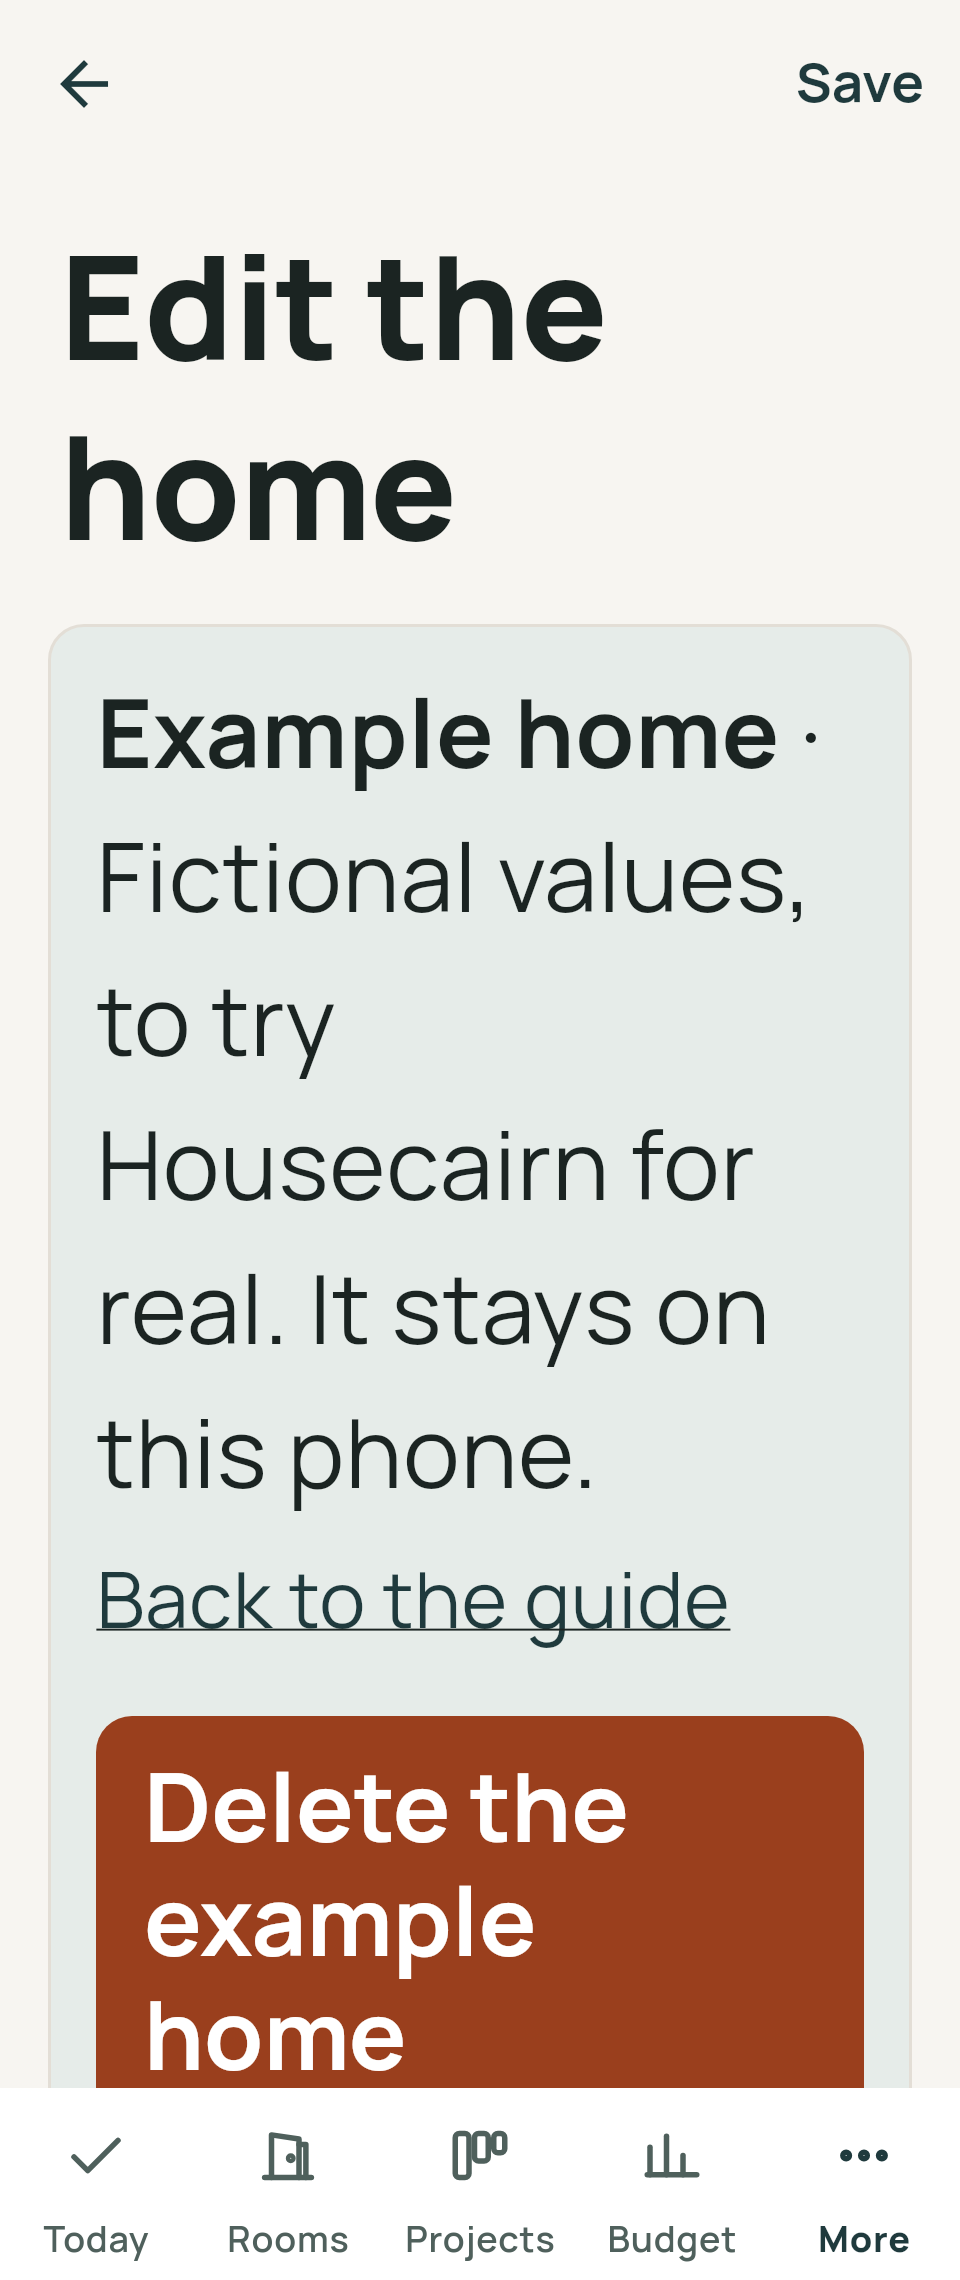 Save
Edit the
home
Example home ·
Fictional values,
to try
Housecairn for
real. It stays on
this phone.
Back to the guide
Delete the
example
home
Today
Rooms
Projects
Budget
More